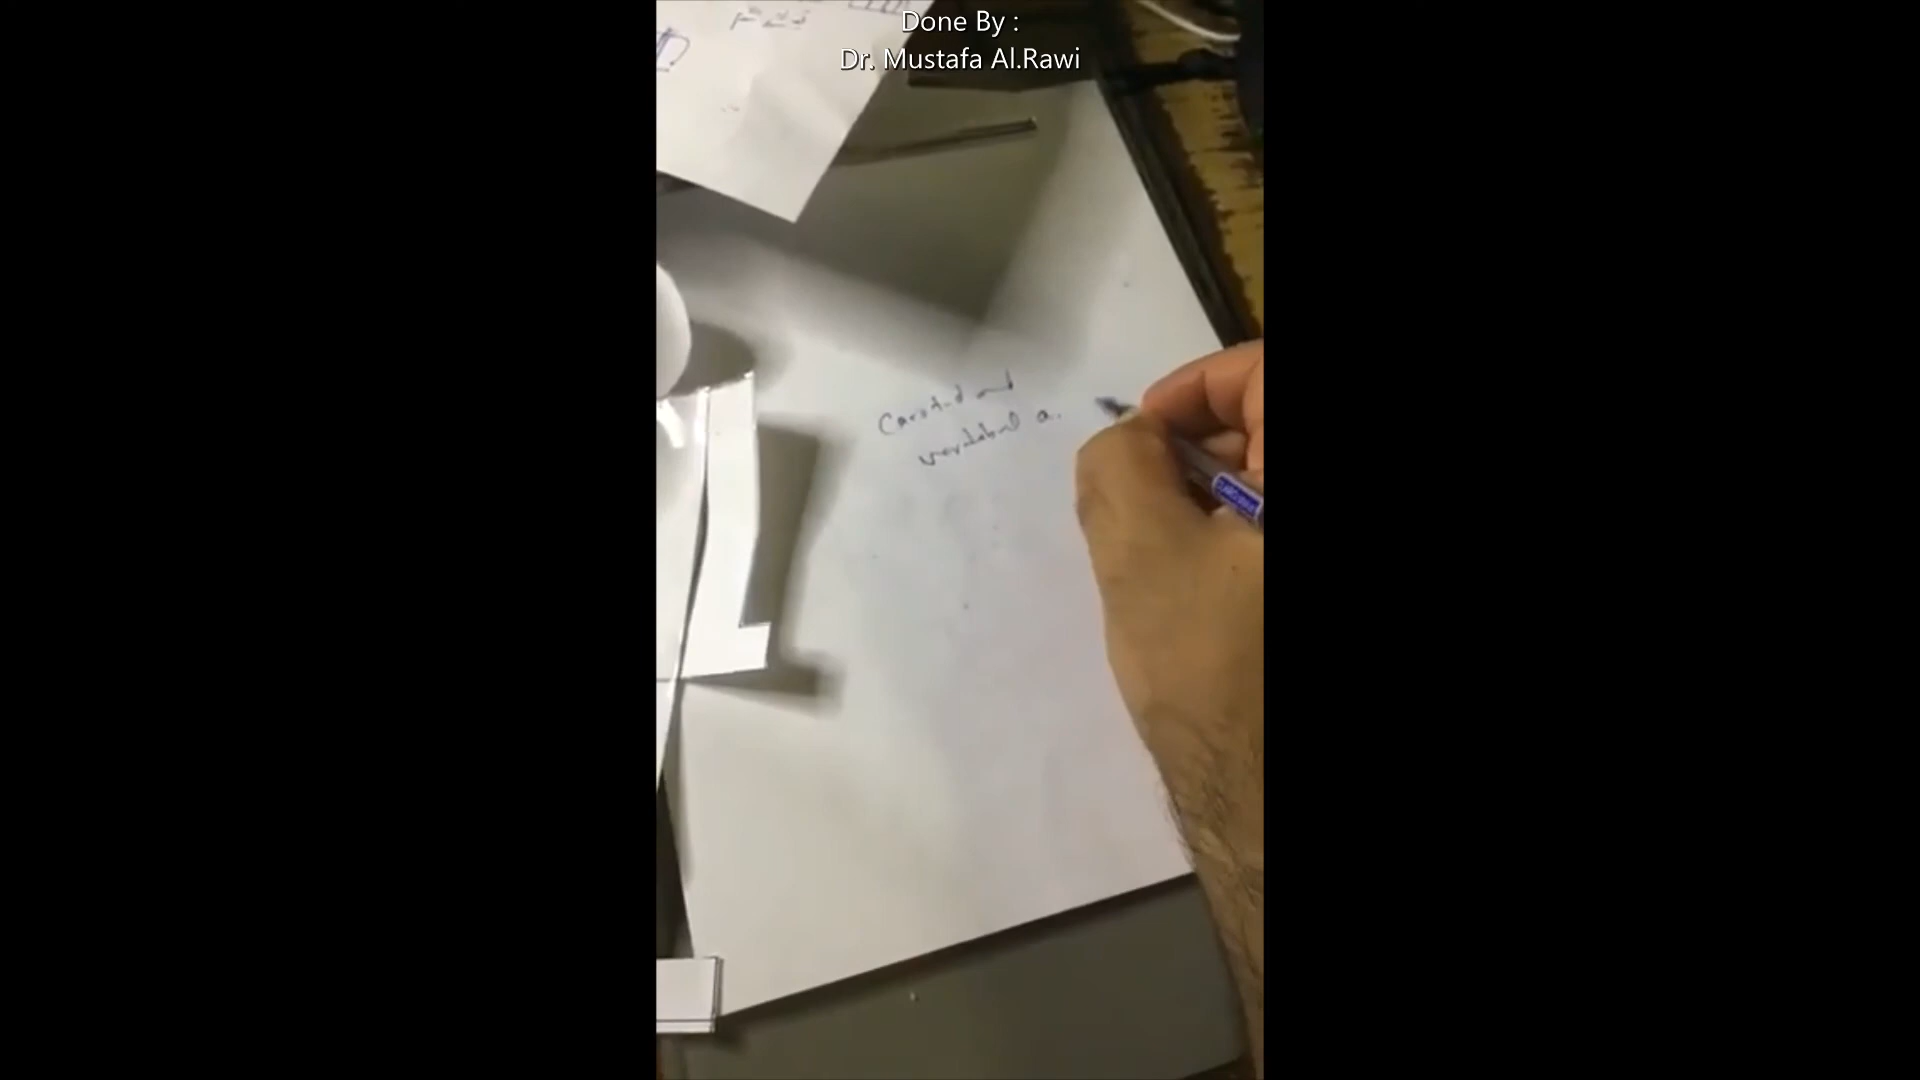 Done By :
Dr. Mustafa Al.Rawi
Carotid and
vertebral a.